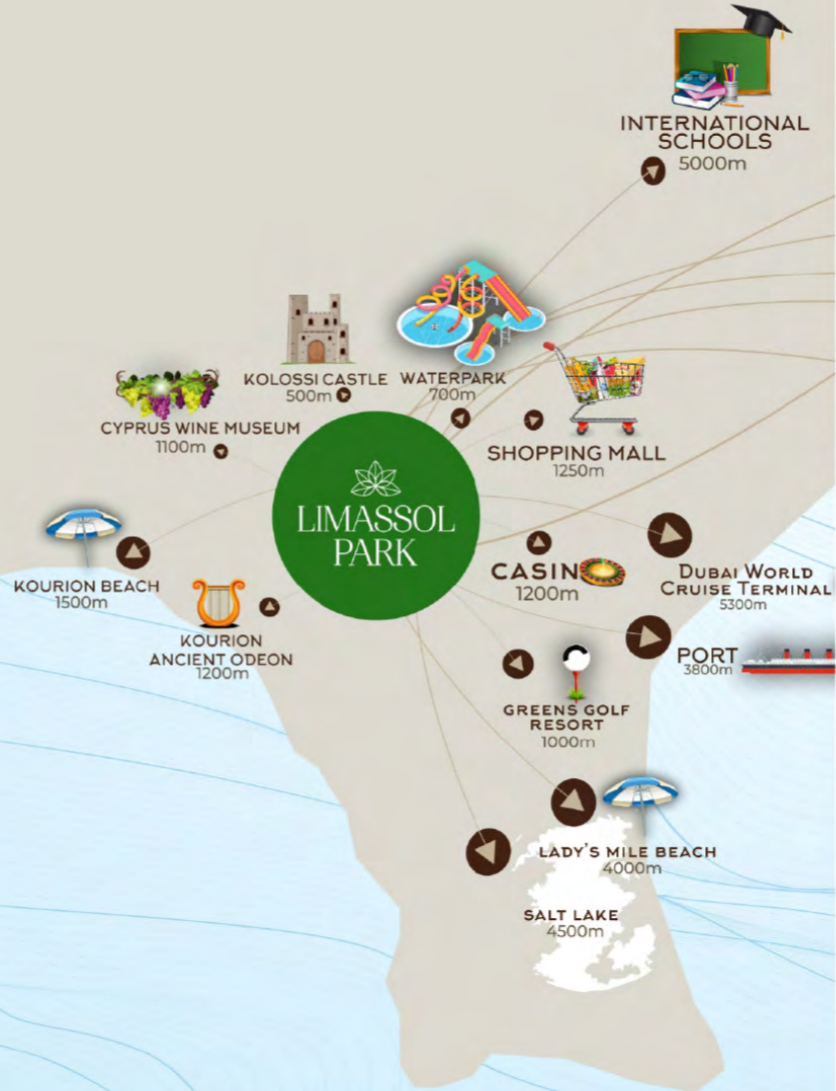 INTERNATIONAL
SCHOOLS
5000m
KOLOSSI CASTLE
500m
WATERPARK
700m
CYPRUS WINE MUSEUM
1100m
SHOPPING MALL
1250m
LIMASSOL
PARK
KOURION BEACH
1500m
CASINO
1200m
DUBAI WORLD
CRUISE TERMINAL
5300m
KOURION
ANCIENT ODEON
1200m
PORT
3800m
GREENS GOLF
RESORT
1000m
LADY'S MILE BEACH
4000m
SALT LAKE
4500m